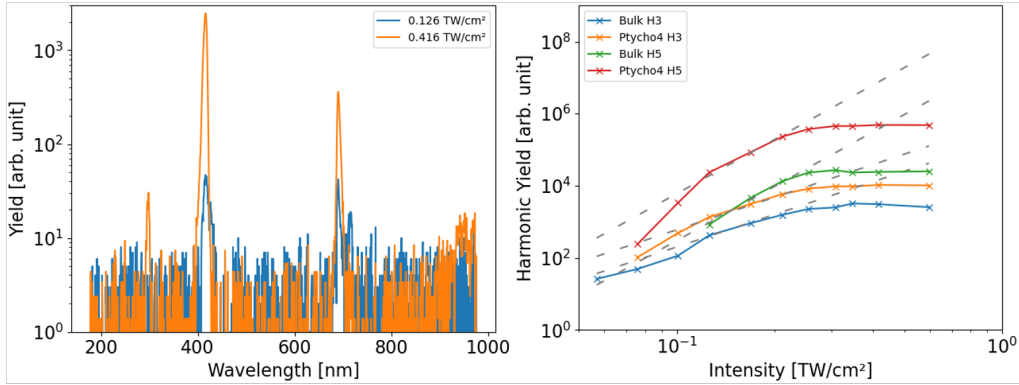 0.126 TW/cm²
0.416 TW/cm²
Yield [arb. unit]
10³
10²
10¹
10⁰
200
400
600
800
1000
Wavelength [nm]
Bulk H3
Ptycho4 H3
Bulk H5
Ptycho4 H5
Harmonic Yield [arb. unit]
10⁸
10⁶
10⁴
10²
10⁰
10⁻¹
10⁰
Intensity [TW/cm²]